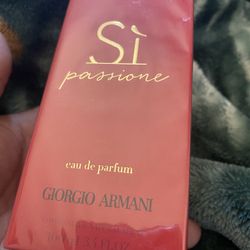 Sì
passione
eau de parfum
GIORGIO ARMANI